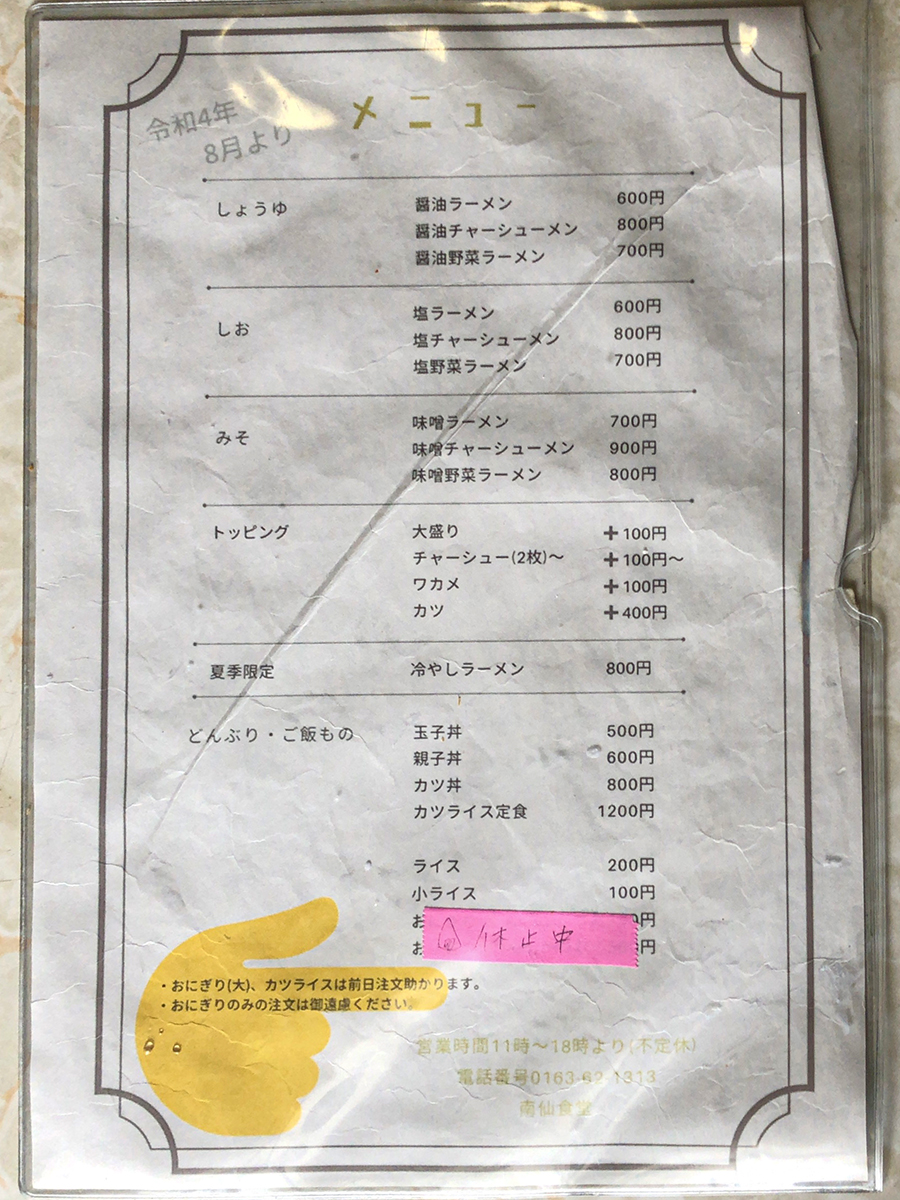 メニュー
令和4年
8月より
しょうゆ
醤油ラーメン 600円
醤油チャーシューメン 800円
醤油野菜ラーメン 700円
しお
塩ラーメン 600円
塩チャーシューメン 800円
塩野菜ラーメン 700円
みそ
味噌ラーメン 700円
味噌チャーシューメン 900円
味噌野菜ラーメン 800円
トッピング
大盛り ➕100円
チャーシュー(2枚)〜 ➕100円〜
ワカメ ➕100円
カツ ➕400円
夏季限定
冷やしラーメン 800円
どんぶり・ご飯もの
玉子丼 500円
親子丼 600円
カツ丼 800円
カツライス定食 1200円
ライス 200円
小ライス 100円
お 円
お 円
休止中
・おにぎり(大)、カツライスは前日注文助かります。
・おにぎりのみの注文は御遠慮ください。
営業時間11時〜18時より(不定休)
電話番号0163-62-1313
南仙食堂